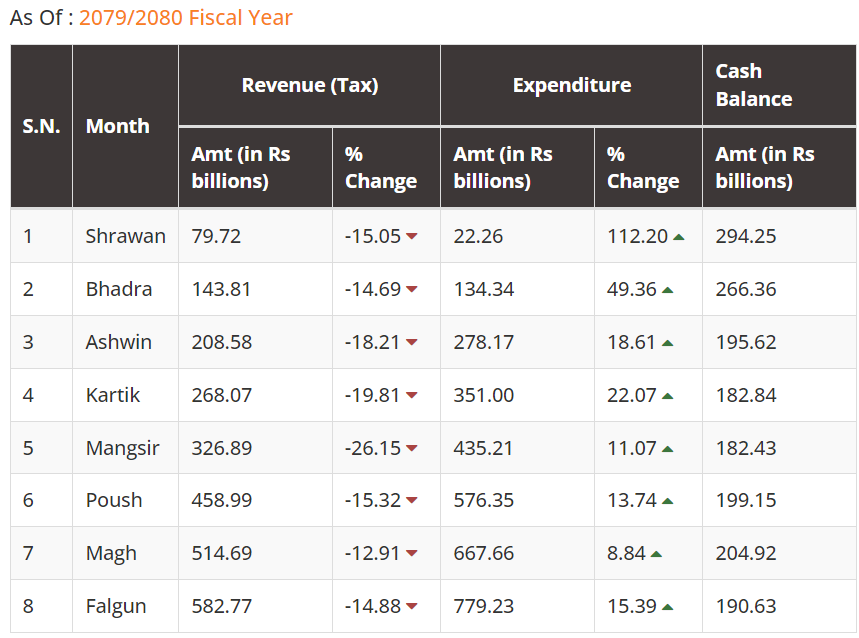 As Of : 2079/2080 Fiscal Year
S.N. Month Revenue (Tax) Expenditure Cash Balance
Amt (in Rs billions) % Change Amt (in Rs billions) % Change Amt (in Rs billions)
1 Shrawan 79.72 -15.05 22.26 112.20 294.25
2 Bhadra 143.81 -14.69 134.34 49.36 266.36
3 Ashwin 208.58 -18.21 278.17 18.61 195.62
4 Kartik 268.07 -19.81 351.00 22.07 182.84
5 Mangsir 326.89 -26.15 435.21 11.07 182.43
6 Poush 458.99 -15.32 576.35 13.74 199.15
7 Magh 514.69 -12.91 667.66 8.84 204.92
8 Falgun 582.77 -14.88 779.23 15.39 190.63